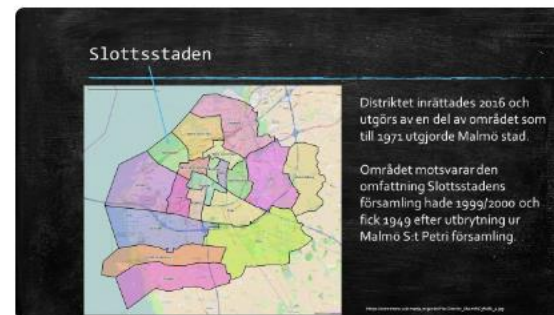 Slottsstaden
Distriktet inrättades 2016 och
utgörs av en del av området som
till 1971 utgjorde Malmö stad.
Området motsvarar den
omfattning Slottsstadens
församling hade 1999/2000 och
fick 1949 efter utbrytning ur
Malmö S:t Petri församling.